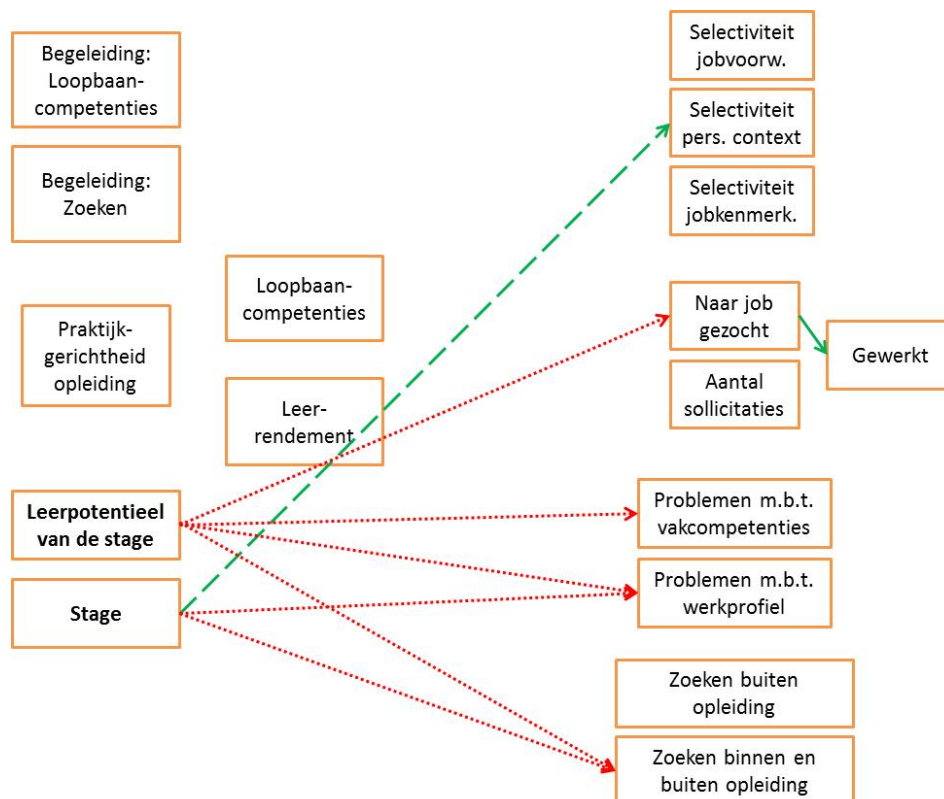 Begeleiding:
Loopbaan-
competenties
Begeleiding:
Zoeken
Praktijk-
gerichtheid
opleiding
Leerpotentieel
van de stage
Stage
Loopbaan-
competenties
Leer-
rendement
Selectiviteit
jobvoorw.
Selectiviteit
pers. context
Selectiviteit
jobkenmerk.
Naar job
gezocht
Aantal
sollicitaties
Gewerkt
Problemen m.b.t.
vakcompetenties
Problemen m.b.t.
werkprofiel
Zoeken buiten
opleiding
Zoeken binnen en
buiten opleiding